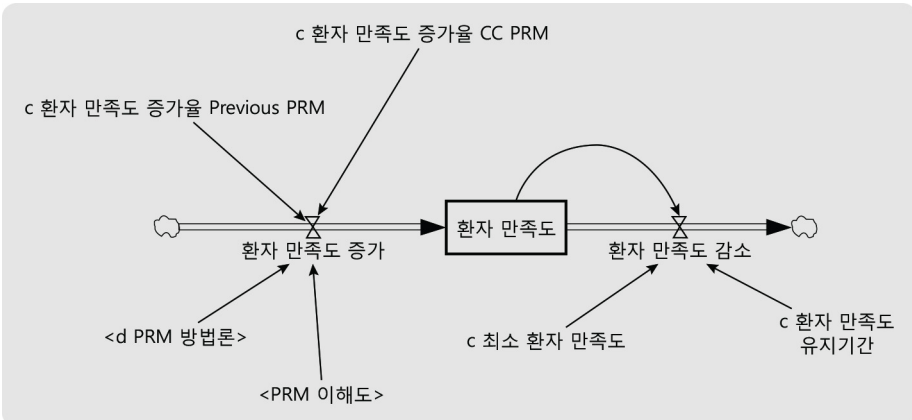 c 환자 만족도 증가율 CC PRM
c 환자 만족도 증가율 Previous PRM
환자 만족도
환자 만족도 증가
환자 만족도 감소
<d PRM 방법론>
c 최소 환자 만족도
c 환자 만족도
유지기간
<PRM 이해도>